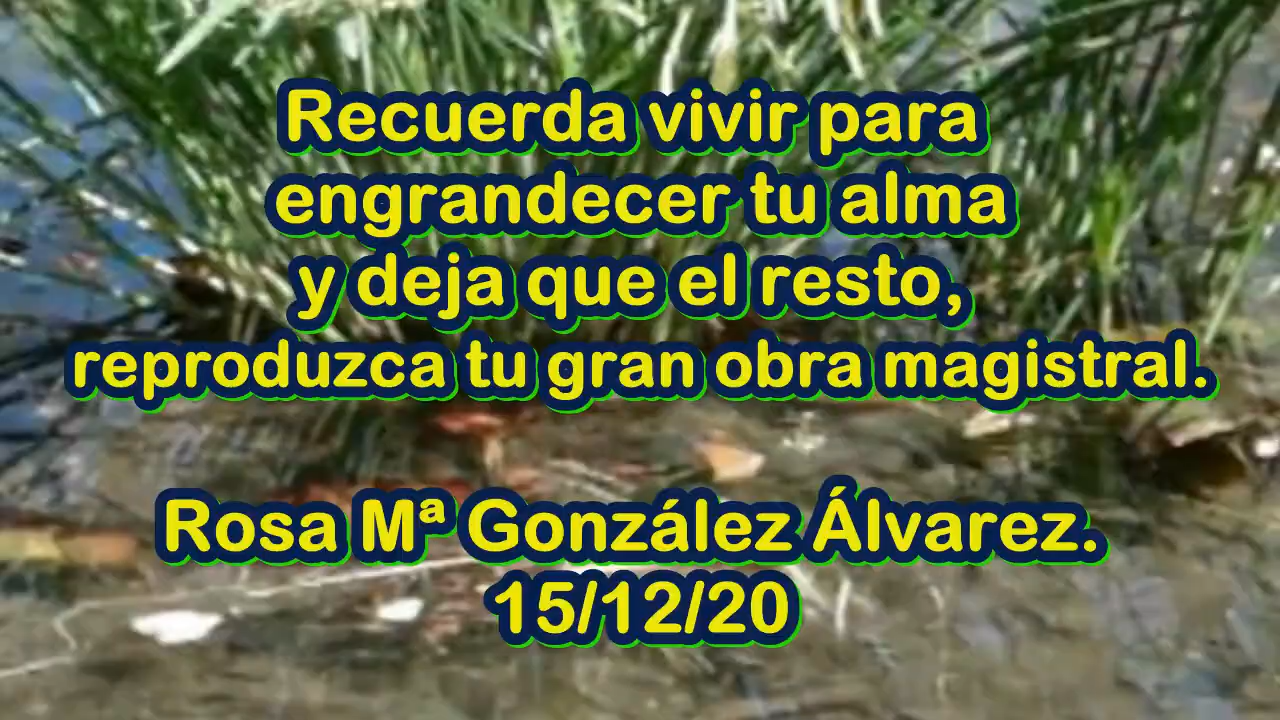 Recuerda vivir para
engrandecer tu alma
y deja que el resto,
reproduzca tu gran obra magistral.
Rosa Mª González Álvarez.
15/12/20